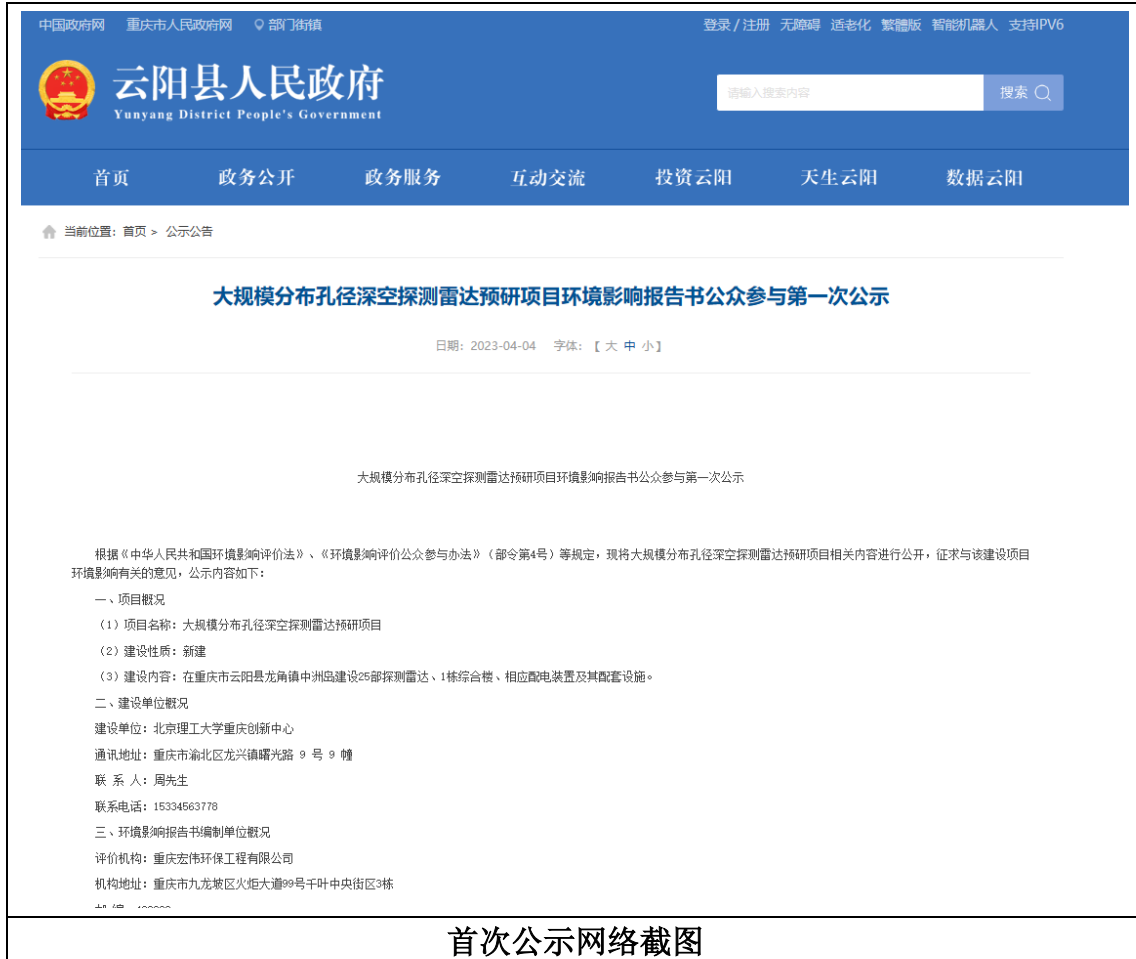 中国政府网 重庆市人民政府网 部门街镇 登录 / 注册 无障碍 适老化 繁體版 智能机器人 支持IPV6
云阳县人民政府
Yunyang District People's Government
请输入搜索内容 搜索
首页 政务公开 政务服务 互动交流 投资云阳 天生云阳 数据云阳
当前位置：首页 > 公示公告
大规模分布孔径深空探测雷达预研项目环境影响报告书公众参与第一次公示
日期：2023-04-04 字体：【 大 中 小 】
大规模分布孔径深空探测雷达预研项目环境影响报告书公众参与第一次公示
根据《中华人民共和国环境影响评价法》、《环境影响评价公众参与办法》（部令第4号）等规定，现将大规模分布孔径深空探测雷达预研项目相关内容进行公开，征求与该建设项目
环境影响有关的意见，公示内容如下：
一、项目概况
（1）项目名称：大规模分布孔径深空探测雷达预研项目
（2）建设性质：新建
（3）建设内容：在重庆市云阳县龙角镇中洲岛建设25部探测雷达、1栋综合楼、相应配电装置及其配套设施。
二、建设单位概况
建设单位：北京理工大学重庆创新中心
通讯地址：重庆市渝北区龙兴镇曙光路 9 号 9 幢
联 系 人：周先生
联系电话：15334563778
三、环境影响报告书编制单位概况
评价机构：重庆宏伟环保工程有限公司
机构地址：重庆市九龙坡区火炬大道99号千叶中央街区3栋
首次公示网络截图